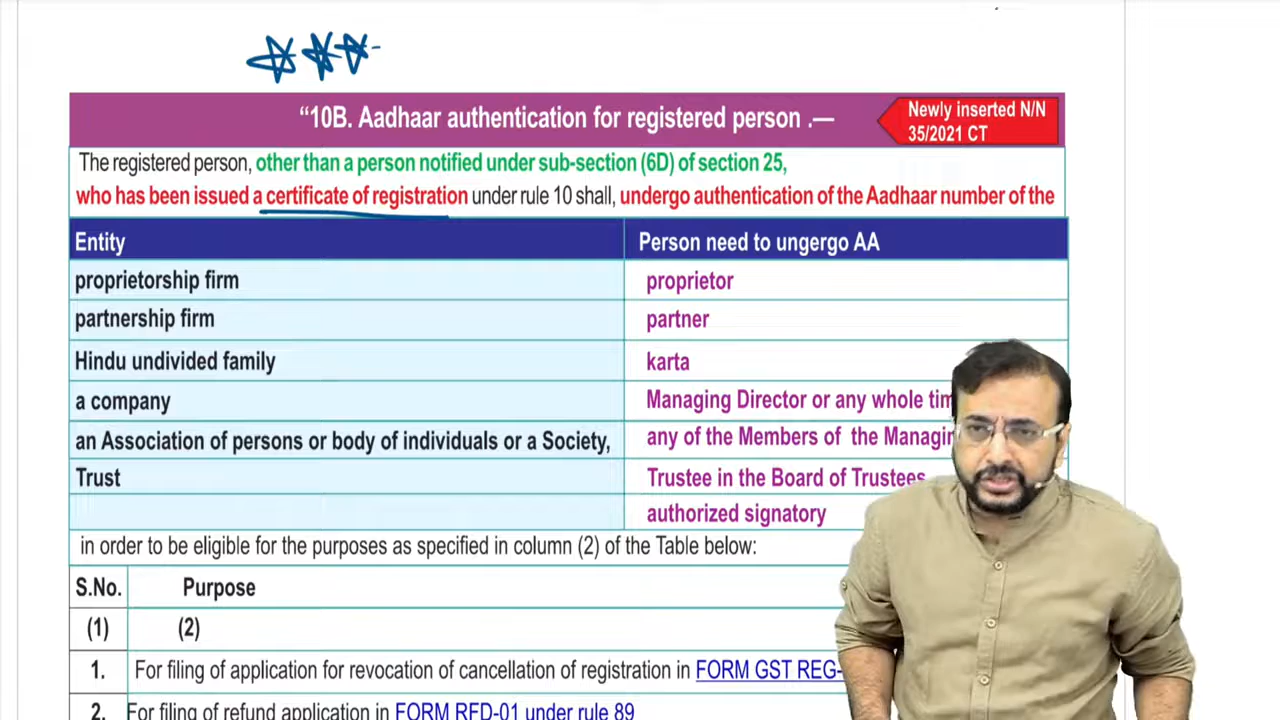 “10B. Aadhaar authentication for registered person .—
Newly inserted N/N
35/2021 CT
The registered person, other than a person notified under sub-section (6D) of section 25,
who has been issued a certificate of registration under rule 10 shall, undergo authentication of the Aadhaar number of the
Entity Person need to ungergo AA
proprietorship firm proprietor
partnership firm partner
Hindu undivided family karta
a company Managing Director or any whole
an Association of persons or body of individuals or a Society, any of the Members of the
Trust Trustee in the Board of Trustees
authorized signatory
in order to be eligible for the purposes as specified in column (2) of the Table below:
S.No. Purpose
(1) (2)
1. For filing of application for revocation of cancellation of registration in FORM GST REG-
2. For filing of refund application in FORM RFD-01 under rule 89